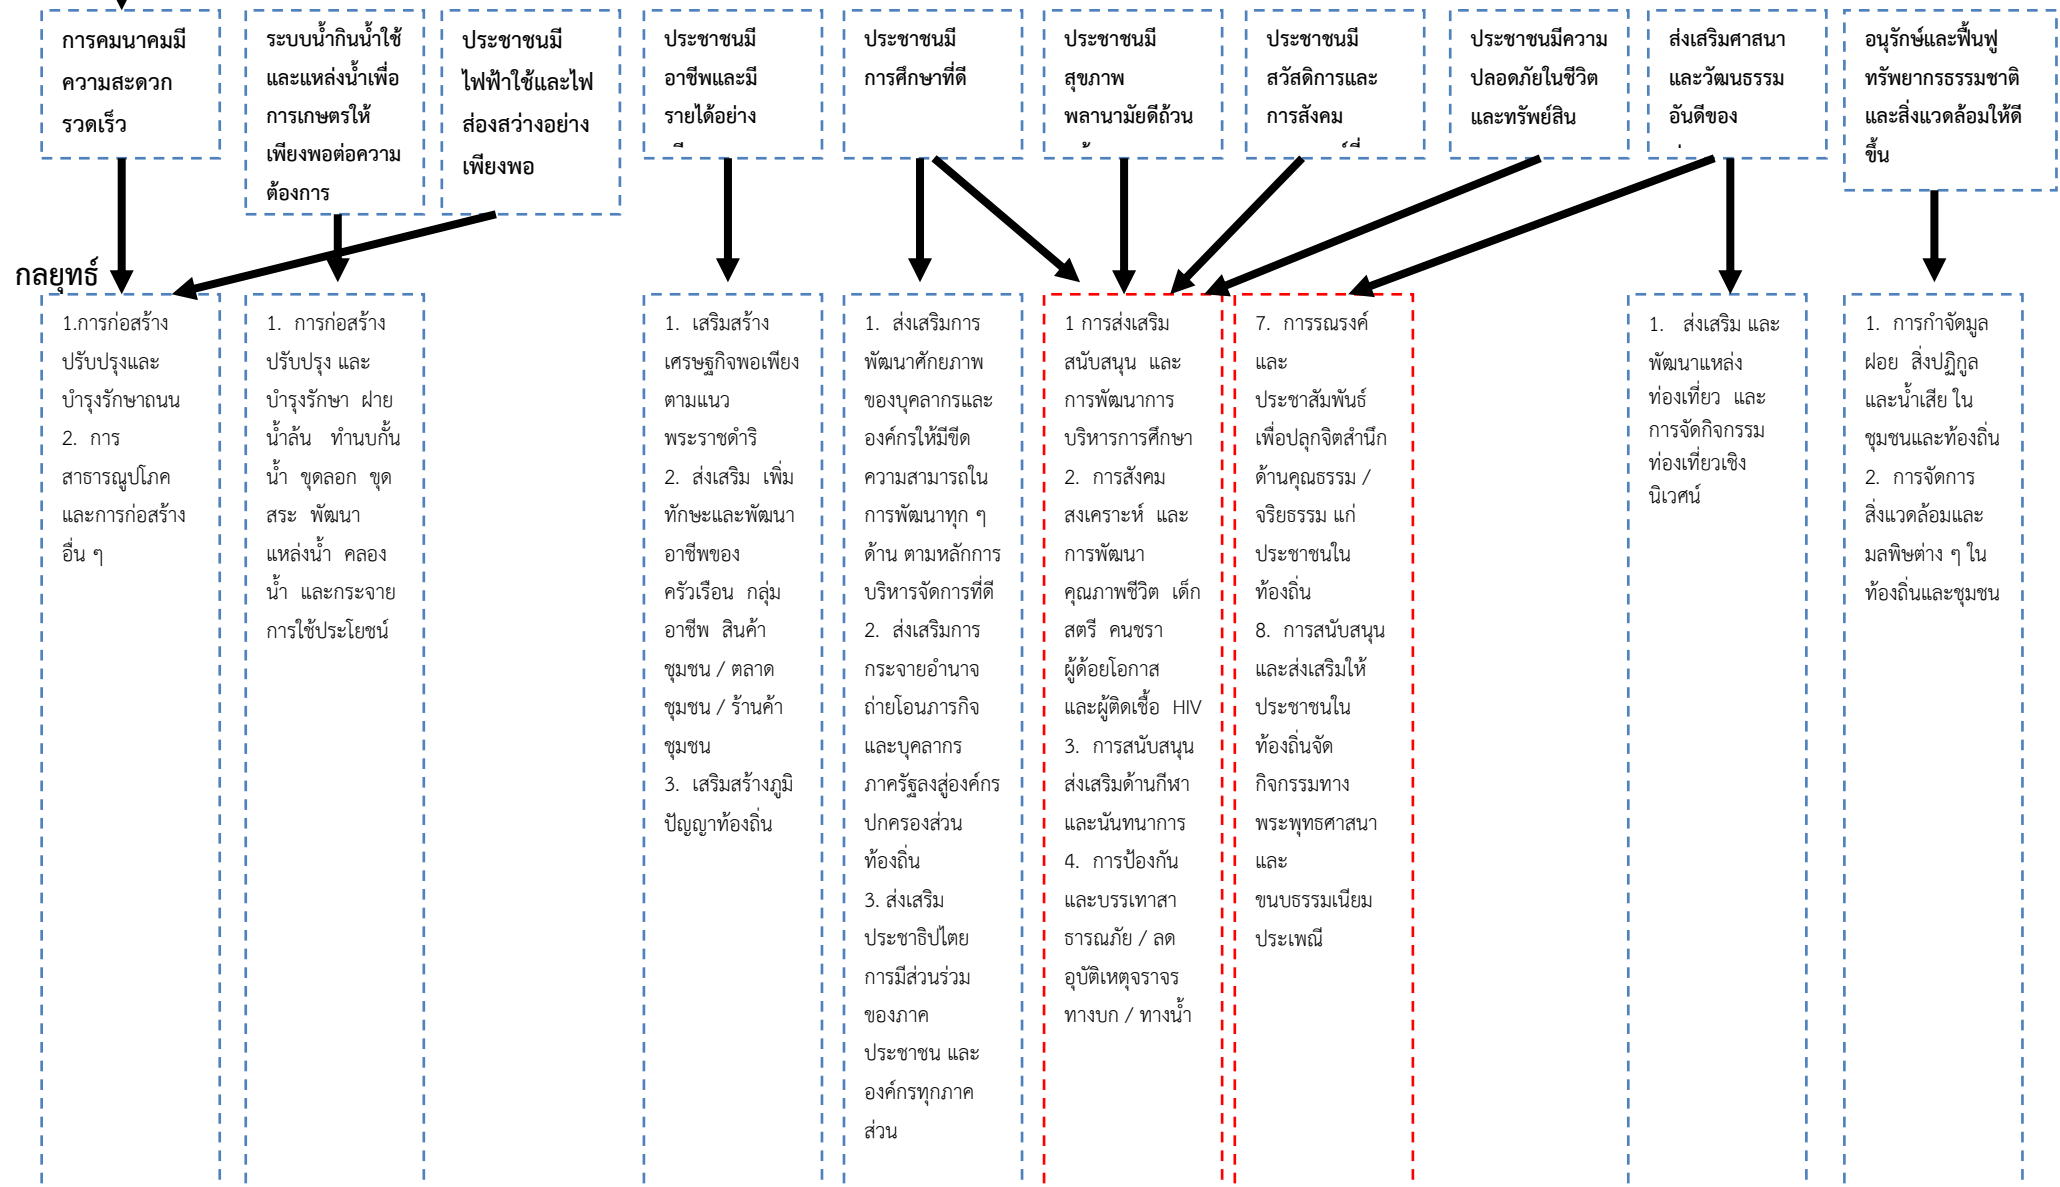 การคมนาคมมี
ความสะดวก
รวดเร็ว
ระบบน้ำกินน้ำใช้
และแหล่งน้ำเพื่อ
การเกษตรให้
เพียงพอต่อความ
ต้องการ
ประชาชนมี
ไฟฟ้าใช้และไฟ
ส่องสว่างอย่าง
เพียงพอ
ประชาชนมี
อาชีพและมี
รายได้อย่าง
ประชาชนมี
การศึกษาที่ดี
ประชาชนมี
สุขภาพ
พลานามัยดีถ้วน
ประชาชนมี
สวัสดิการและ
การสังคม
ประชาชนมีความ
ปลอดภัยในชีวิต
และทรัพย์สิน
ส่งเสริมศาสนา
และวัฒนธรรม
อันดีของ
อนุรักษ์และฟื้นฟู
ทรัพยากรธรรมชาติ
และสิ่งแวดล้อมให้ดี
ขึ้น
กลยุทธ์
1.การก่อสร้าง
ปรับปรุงและ
บำรุงรักษาถนน
2. การ
สาธารณูปโภค
และการก่อสร้าง
อื่น ๆ
1. การก่อสร้าง
ปรับปรุง และ
บำรุงรักษา ฝาย
น้ำล้น ทำนบกั้น
น้ำ ขุดลอก ขุด
สระ พัฒนา
แหล่งน้ำ คลอง
น้ำ และกระจาย
การใช้ประโยชน์
1. เสริมสร้าง
เศรษฐกิจพอเพียง
ตามแนว
พระราชดำริ
2. ส่งเสริม เพิ่ม
ทักษะและพัฒนา
อาชีพของ
ครัวเรือน กลุ่ม
อาชีพ สินค้า
ชุมชน / ตลาด
ชุมชน / ร้านค้า
ชุมชน
3. เสริมสร้างภูมิ
ปัญญาท้องถิ่น
1. ส่งเสริมการ
พัฒนาศักยภาพ
ของบุคลากรและ
องค์กรให้มีขีด
ความสามารถใน
การพัฒนาทุก ๆ
ด้าน ตามหลักการ
บริหารจัดการที่ดี
2. ส่งเสริมการ
กระจายอำนาจ
ถ่ายโอนภารกิจ
และบุคลากร
ภาครัฐลงสู่องค์กร
ปกครองส่วน
ท้องถิ่น
3. ส่งเสริม
ประชาธิปไตย
การมีส่วนร่วม
ของภาค
ประชาชน และ
องค์กรทุกภาค
ส่วน
1 การส่งเสริม
สนับสนุน และ
การพัฒนาการ
บริหารการศึกษา
2. การสังคม
สงเคราะห์ และ
การพัฒนา
คุณภาพชีวิต เด็ก
สตรี คนชรา
ผู้ด้อยโอกาส
และผู้ติดเชื้อ HIV
3. การสนับสนุน
ส่งเสริมด้านกีฬา
และนันทนาการ
4. การป้องกัน
และบรรเทาสา
ธารณภัย / ลด
อุบัติเหตุจราจร
ทางบก / ทางน้ำ
7. การรณรงค์
และ
ประชาสัมพันธ์
เพื่อปลุกจิตสำนึก
ด้านคุณธรรม /
จริยธรรม แก่
ประชาชนใน
ท้องถิ่น
8. การสนับสนุน
และส่งเสริมให้
ประชาชนใน
ท้องถิ่นจัด
กิจกรรมทาง
พระพุทธศาสนา
และ
ขนบธรรมเนียม
ประเพณี
1. ส่งเสริม และ
พัฒนาแหล่ง
ท่องเที่ยว และ
การจัดกิจกรรม
ท่องเที่ยวเชิง
นิเวศน์
1. การกำจัดมูล
ฝอย สิ่งปฏิกูล
และน้ำเสีย ใน
ชุมชนและท้องถิ่น
2. การจัดการ
สิ่งแวดล้อมและ
มลพิษต่าง ๆ ใน
ท้องถิ่นและชุมชน